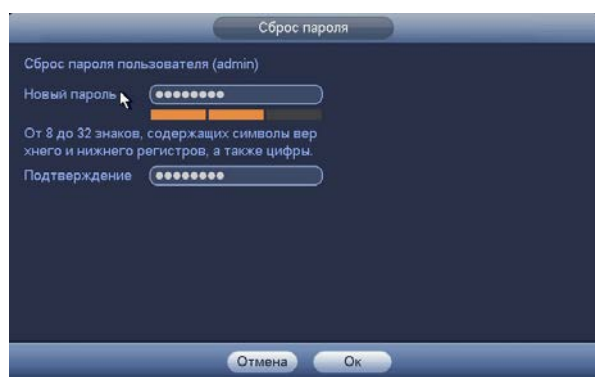 Сброс пароля
Сброс пароля пользователя (admin)
Новый пароль ●●●●●●●●
От 8 до 32 знаков, содержащих символы вер
хнего и нижнего регистров, а также цифры.
Подтверждение ●●●●●●●●
Отмена Ок